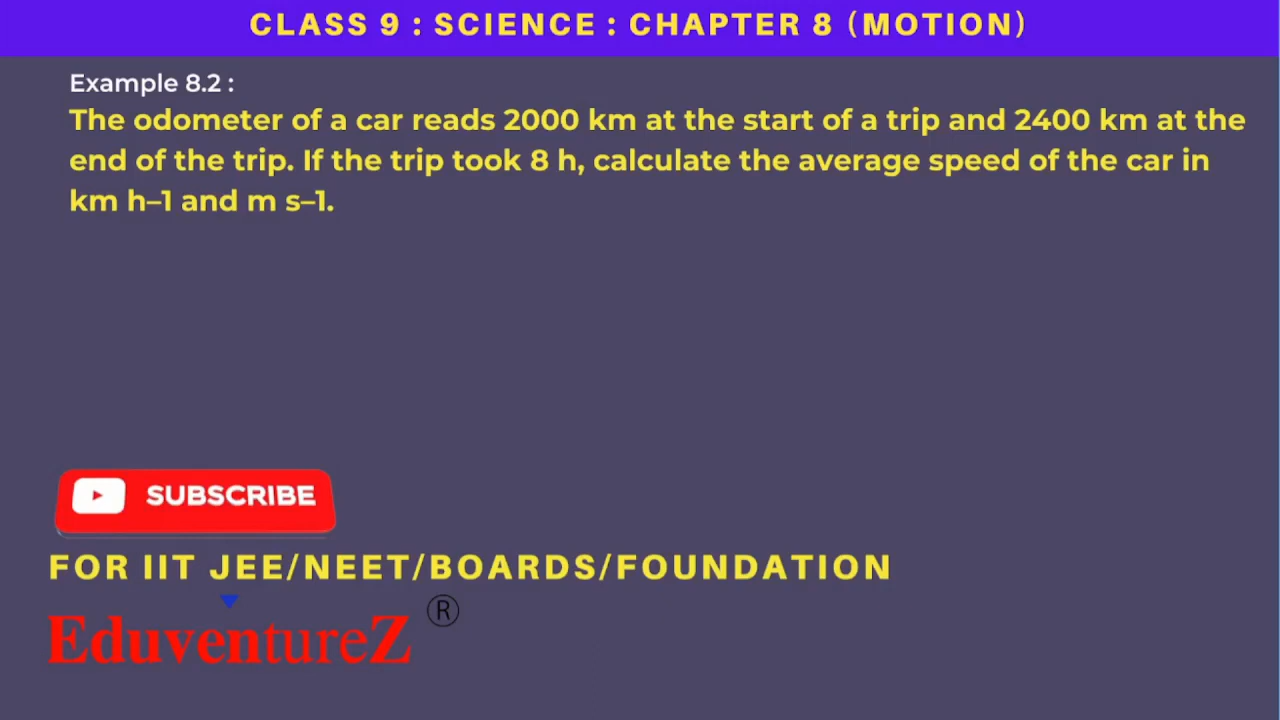 CLASS 9 : SCIENCE : CHAPTER 8 (MOTION)
Example 8.2 :
The odometer of a car reads 2000 km at the start of a trip and 2400 km at the
end of the trip. If the trip took 8 h, calculate the average speed of the car in
km h–1 and m s–1.
SUBSCRIBE
FOR IIT JEE/NEET/BOARDS/FOUNDATION
EduventureZ ®